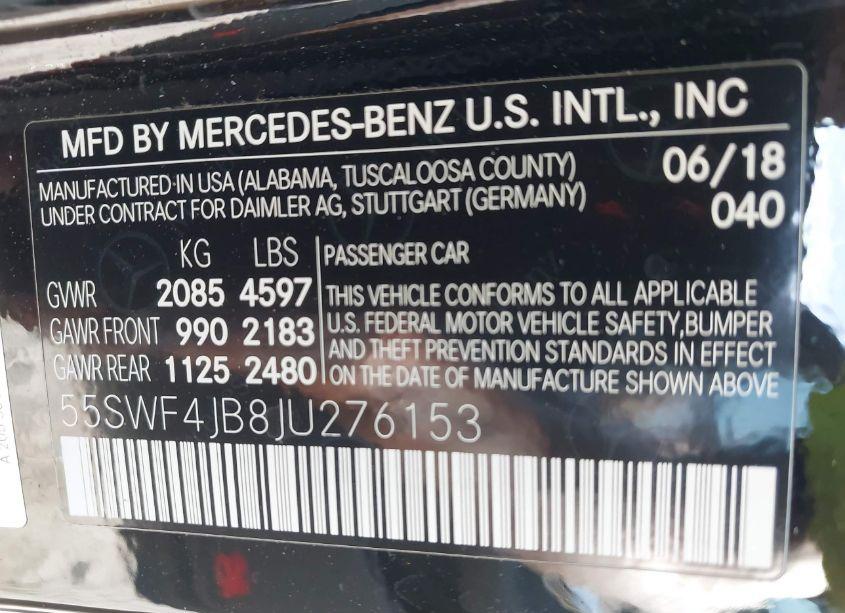 MFD BY MERCEDES-BENZ U.S. INTL., INC
MANUFACTURED IN USA (ALABAMA, TUSCALOOSA COUNTY) 06/18
UNDER CONTRACT FOR DAIMLER AG, STUTTGART (GERMANY) 040
KG LBS
GVWR 2085 4597
GAWR FRONT 990 2183
GAWR REAR 1125 2480
PASSENGER CAR
THIS VEHICLE CONFORMS TO ALL APPLICABLE
U.S. FEDERAL MOTOR VEHICLE SAFETY,BUMPER
AND THEFT PREVENTION STANDARDS IN EFFECT
ON THE DATE OF MANUFACTURE SHOWN ABOVE
55SWF4JB8JU276153